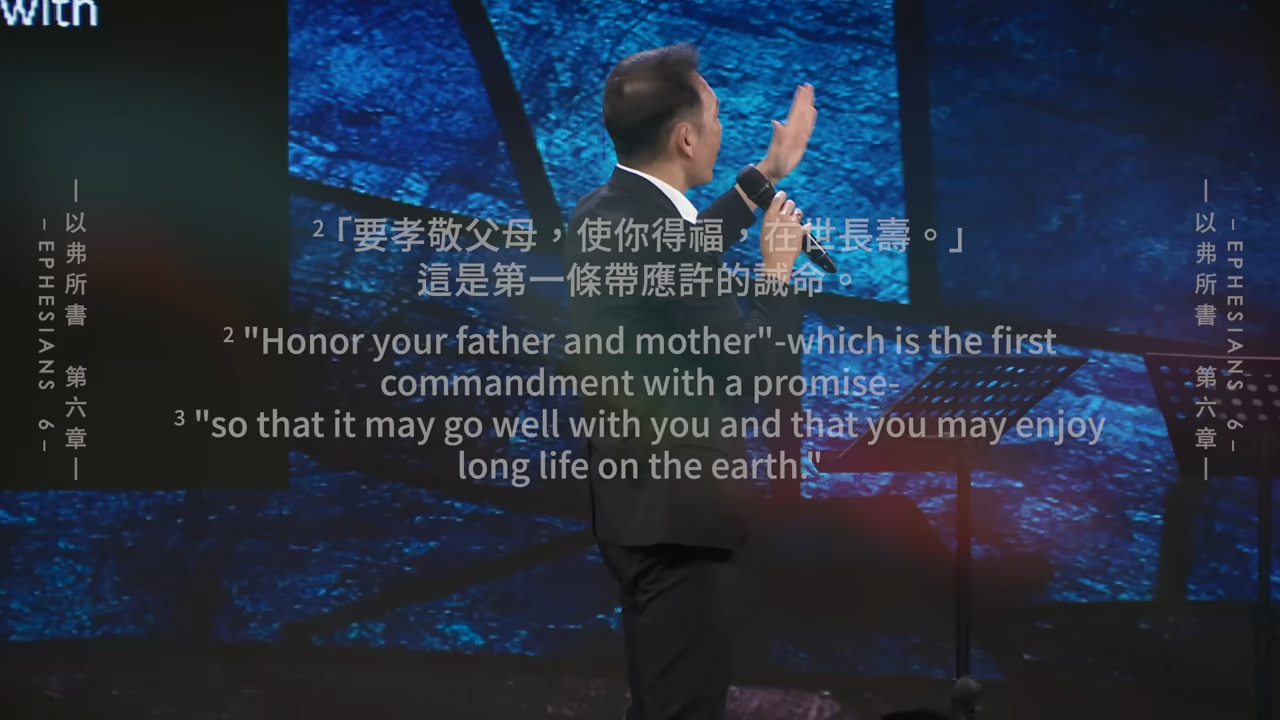 with
—以弗所書 第六章—
– EPHESIANS 6 –
2「要孝敬父母，使你得福，在世長壽。」
這是第一條帶應許的誡命。
2 "Honor your father and mother"-which is the first
commandment with a promise-
3 "so that it may go well with you and that you may enjoy
long life on the earth."
—以弗所書 第六章—
– EPHESIANS 6 –